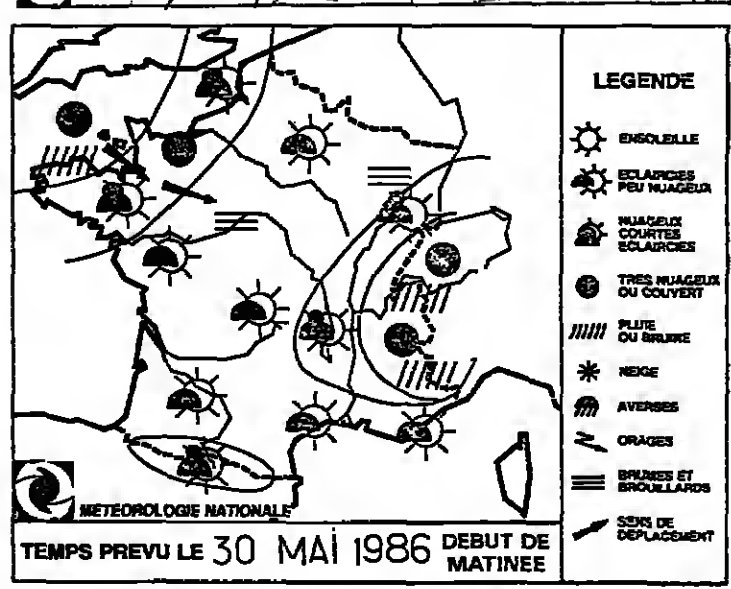 LEGENDE
ENSOLEILLE
ECLAIRCIES
PEU NUAGEUX
NUAGEUX
COURTES
ECLAIRCIES
TRES NUAGEUX
OU COUVERT
PLUIE
OU BRUINE
NEIGE
AVERSES
ORAGES
BRUMES ET
BROUILLARDS
SENS DE
DEPLACEMENT
METEOROLOGIE NATIONALE
TEMPS PREVU LE 30 MAI 1986 DEBUT DE
MATINEE